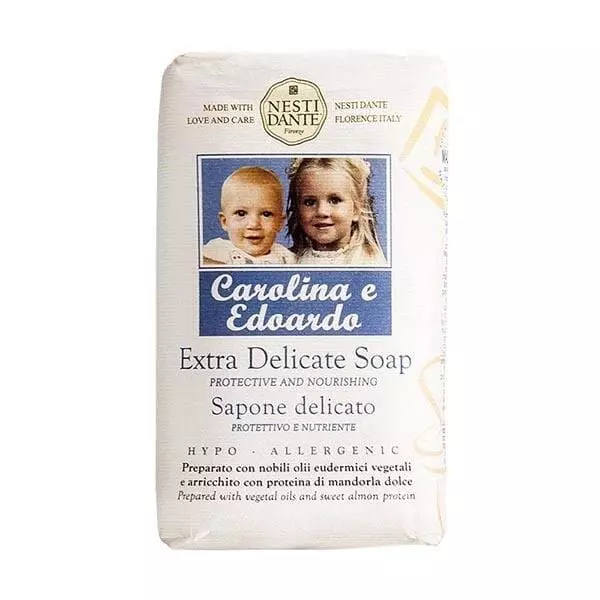 MADE WITH
LOVE AND CARE
NESTI
DANTE
Firenze
NESTI DANTE
FLORENCE ITALY
Carolina e
Edoardo
Extra Delicate Soap
PROTECTIVE AND NOURISHING
Sapone delicato
PROTETTIVO E NUTRIENTE
HYPO - ALLERGENIC
Preparato con nobili olii eudermici vegetali
e arricchito con proteina di mandorla dolce
Prepared with vegetal oils and sweet almon protein